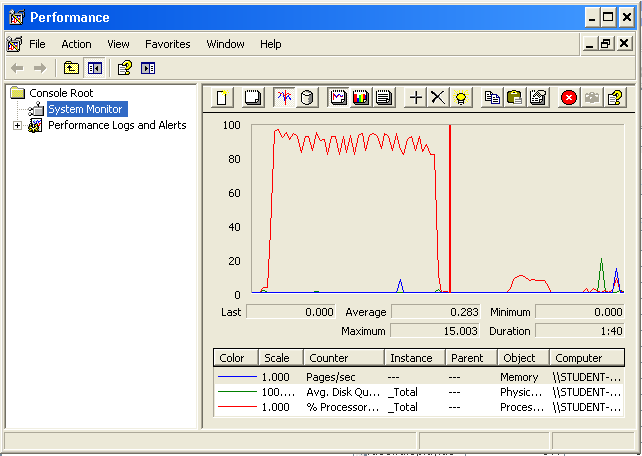 Performance
File Action View Favorites Window Help
Console Root
System Monitor
Performance Logs and Alerts
100
80
60
40
20
0
Last 0.000 Average 0.283 Minimum 0.000
Maximum 15.003 Duration 1:40
Color Scale Counter Instance Parent Object Computer
1.000 Pages/sec --- --- Memory \\STUDENT-...
100.... Avg. Disk Qu... _Total --- Physic... \\STUDENT-...
1.000 % Processor... _Total --- Proces... \\STUDENT-...